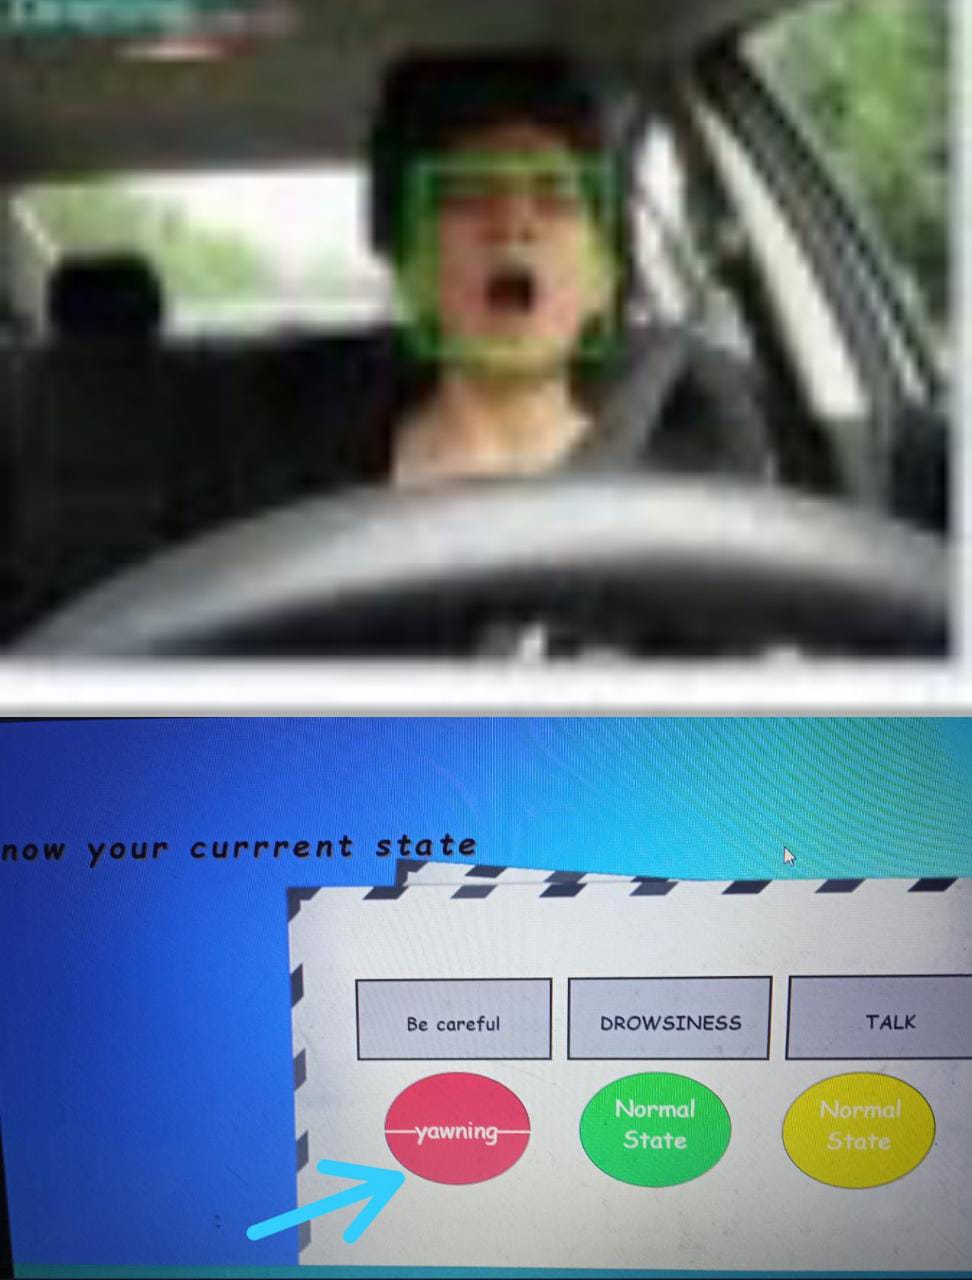 now your currrent state
Be careful
DROWSINESS
TALK
yawning
Normal
State
Normal
State